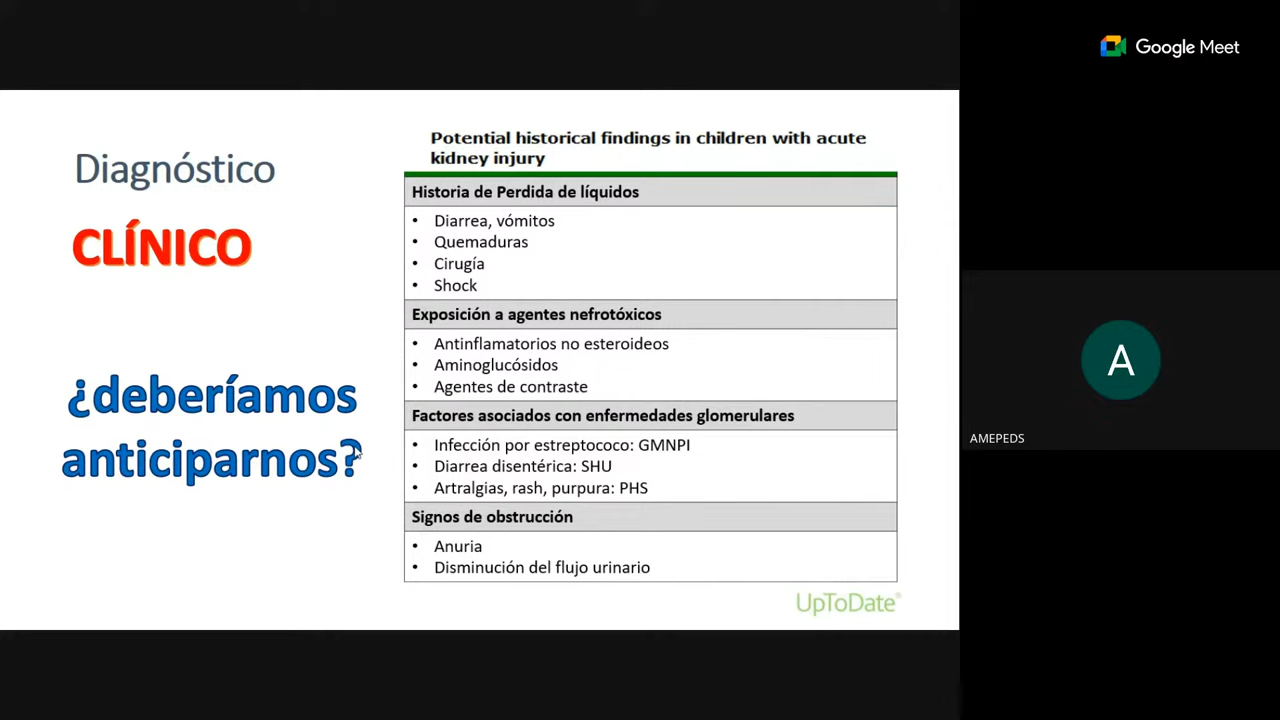 Google Meet
Diagnóstico
CLÍNICO
¿deberíamos
anticiparnos?
Potential historical findings in children with acute
kidney injury
Historia de Perdida de líquidos
• Diarrea, vómitos
• Quemaduras
• Cirugía
• Shock
Exposición a agentes nefrotóxicos
• Antinflamatorios no esteroideos
• Aminoglucósidos
• Agentes de contraste
Factores asociados con enfermedades glomerulares
• Infección por estreptococo: GMNPI
• Diarrea disentérica: SHU
• Artralgias, rash, purpura: PHS
Signos de obstrucción
• Anuria
• Disminución del flujo urinario
UpToDate®
A
AMEPEDS